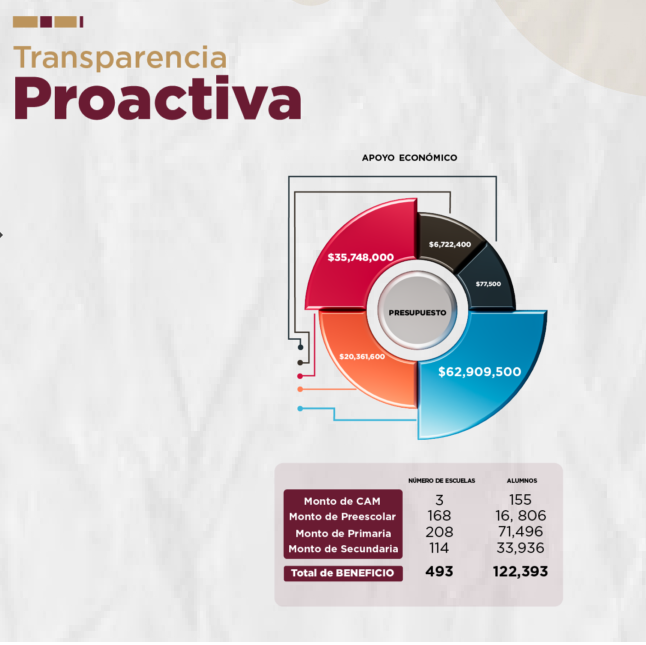 Transparencia
Proactiva
APOYO ECONÓMICO
$35,748,000
$6,722,400
$77,500
PRESUPUESTO
$20,361,600
$62,909,500
NÚMERO DE ESCUELAS ALUMNOS
Monto de CAM 3 155
Monto de Preescolar 168 16, 806
Monto de Primaria 208 71,496
Monto de Secundaria 114 33,936
Total de BENEFICIO 493 122,393